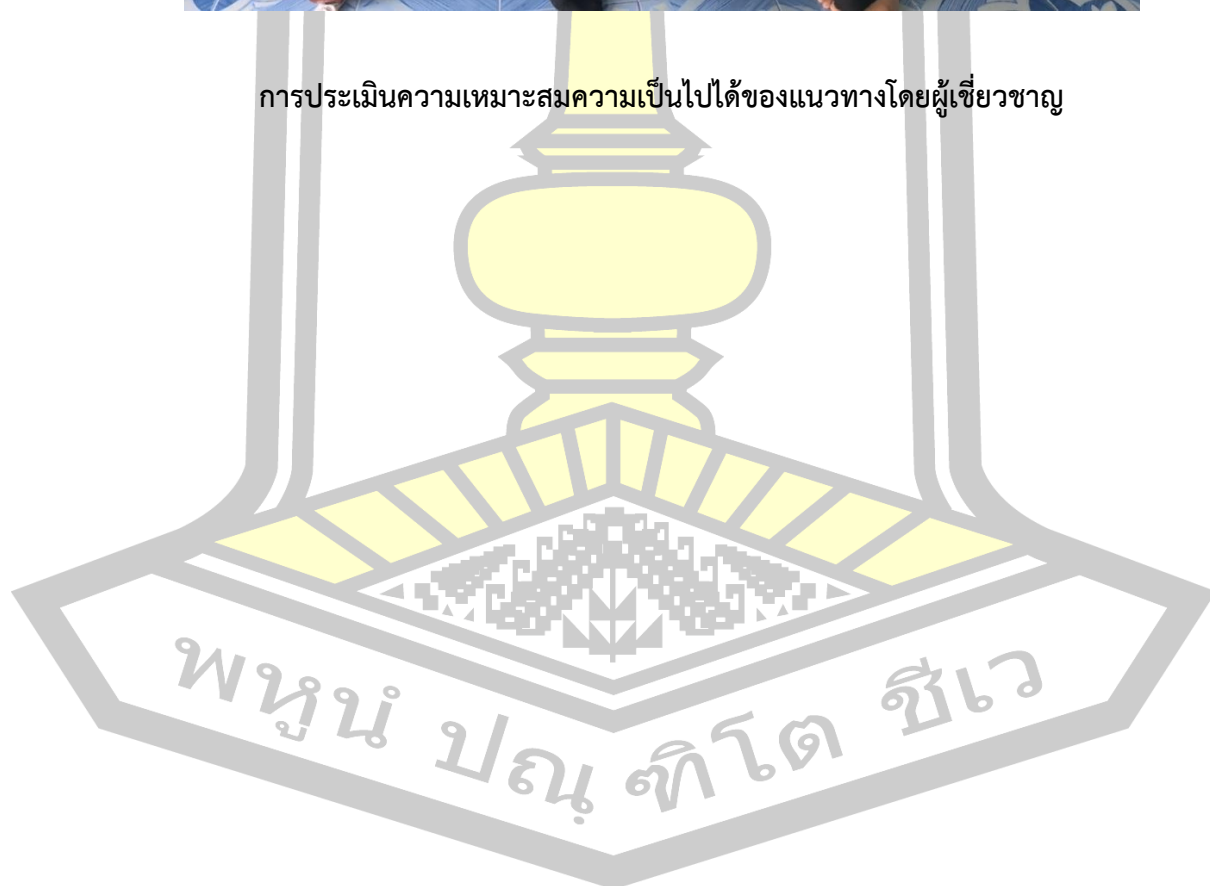 การประเมินความเหมาะสมความเป็นไปได้ของแนวทางโดยผู้เชี่ยวชาญ
พหูนํ ปณฺฑิโต ชีเว